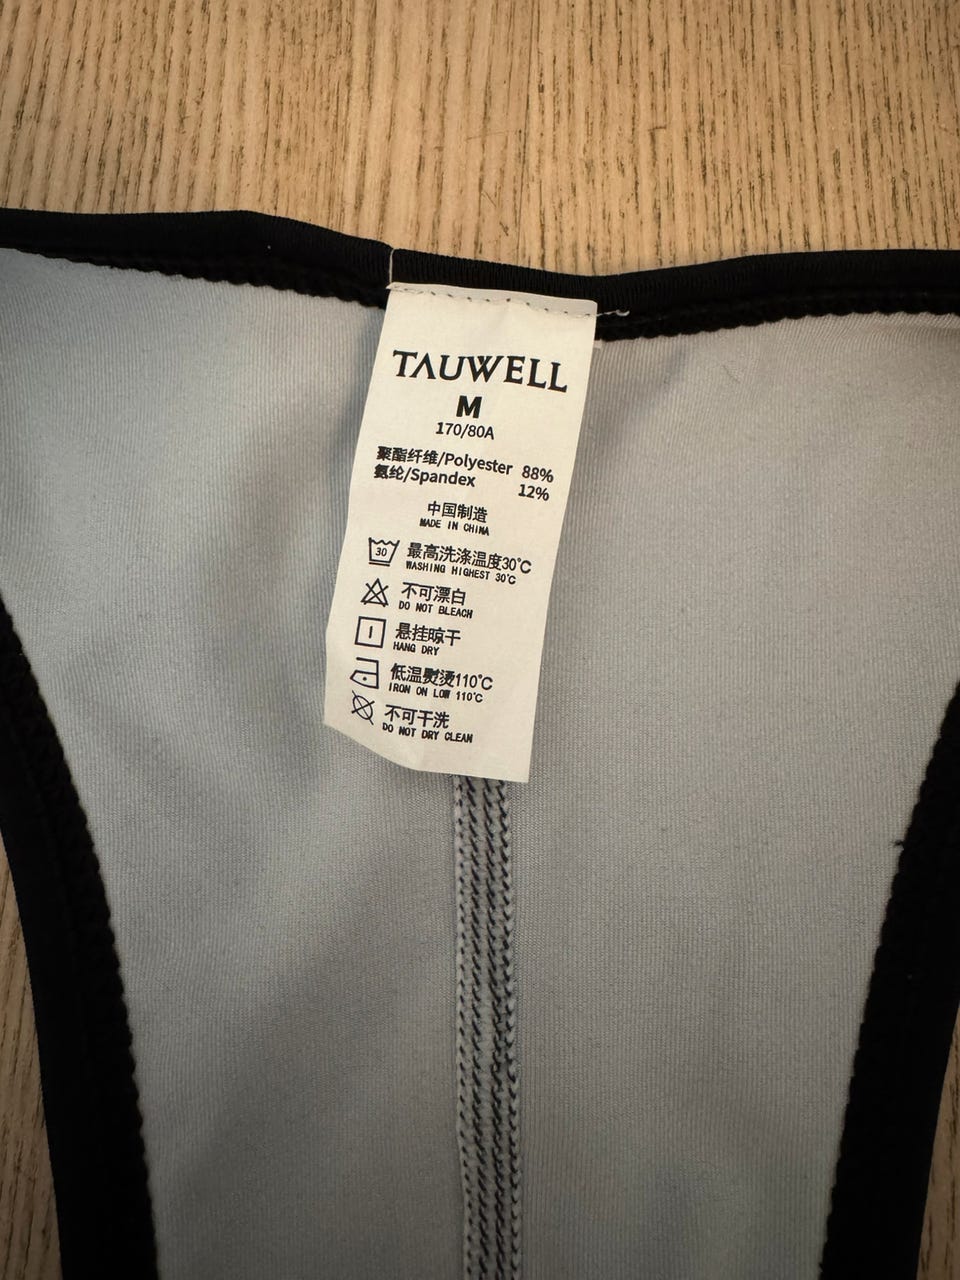 TAUWELL
M
170/80A
聚酯纤维/Polyester 88%
氨纶/Spandex 12%
中国制造
MADE IN CHINA
30 最高洗涤温度30℃
WASHING HIGHEST 30℃
不可漂白
DO NOT BLEACH
悬挂晾干
HANG DRY
低温熨烫110℃
IRON ON LOW 110℃
不可干洗
DO NOT DRY CLEAN